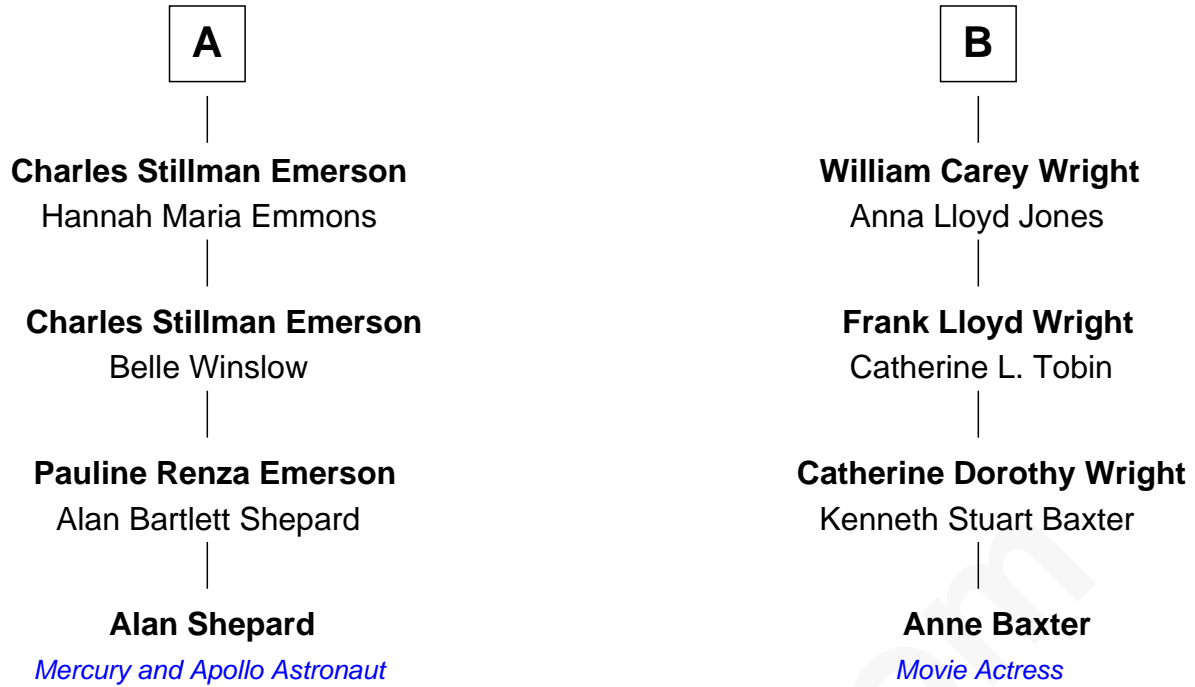 A
B
Charles Stillman Emerson
Hannah Maria Emmons
William Carey Wright
Anna Lloyd Jones
Charles Stillman Emerson
Belle Winslow
Frank Lloyd Wright
Catherine L. Tobin
Pauline Renza Emerson
Alan Bartlett Shepard
Catherine Dorothy Wright
Kenneth Stuart Baxter
Alan Shepard
Mercury and Apollo Astronaut
Anne Baxter
Movie Actress